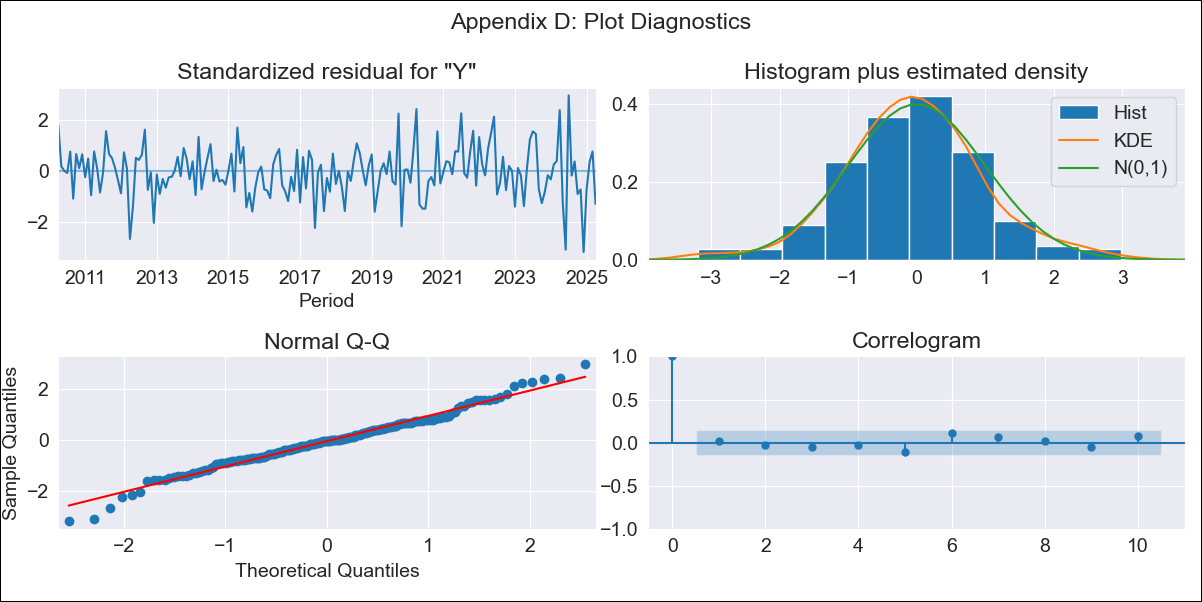 Appendix D: Plot Diagnostics
Standardized residual for "Y"
2
0
−2
2011 2013 2015 2017 2019 2021 2023 2025
Period
Histogram plus estimated density
0.4
0.2
0.0
Hist
KDE
N(0,1)
−3 −2 −1 0 1 2 3
Normal Q-Q
Sample Quantiles
2
0
−2
−2 −1 0 1 2
Theoretical Quantiles
Correlogram
1.0
0.5
0.0
−0.5
−1.0
0 2 4 6 8 10